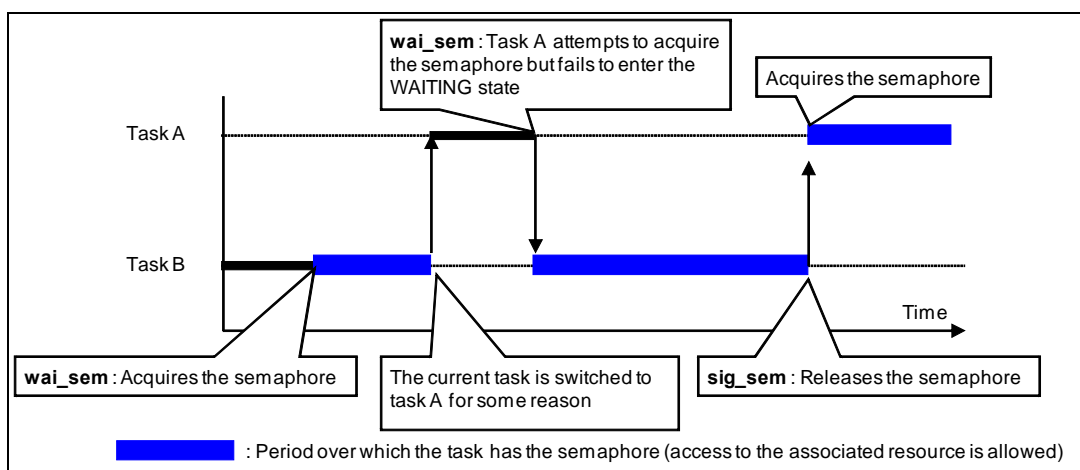 wai_sem : Task A attempts to acquire
the semaphore but fails to enter the
WAITING state
Acquires the semaphore
Task A
Task B
Time
wai_sem : Acquires the semaphore
The current task is switched to
task A for some reason
sig_sem : Releases the semaphore
: Period over which the task has the semaphore (access to the associated resource is allowed)